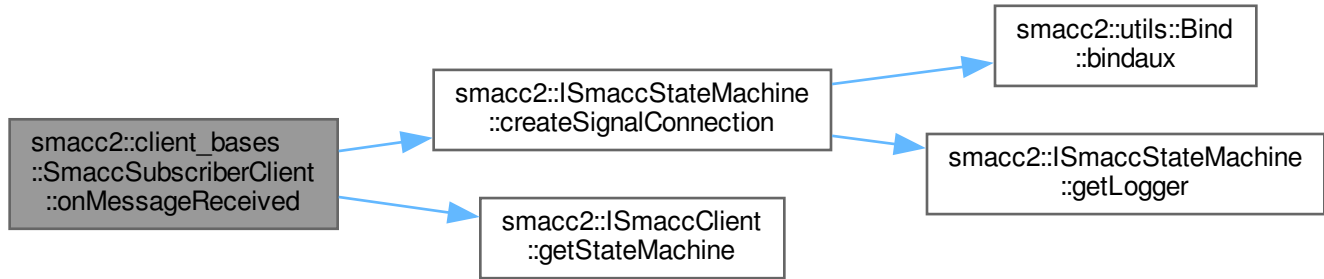 smacc2::client_bases
::SmaccSubscriberClient
::onMessageReceived
smacc2::ISmaccStateMachine
::createSignalConnection
smacc2::utils::Bind
::bindaux
smacc2::ISmaccStateMachine
::getLogger
smacc2::ISmaccClient
::getStateMachine